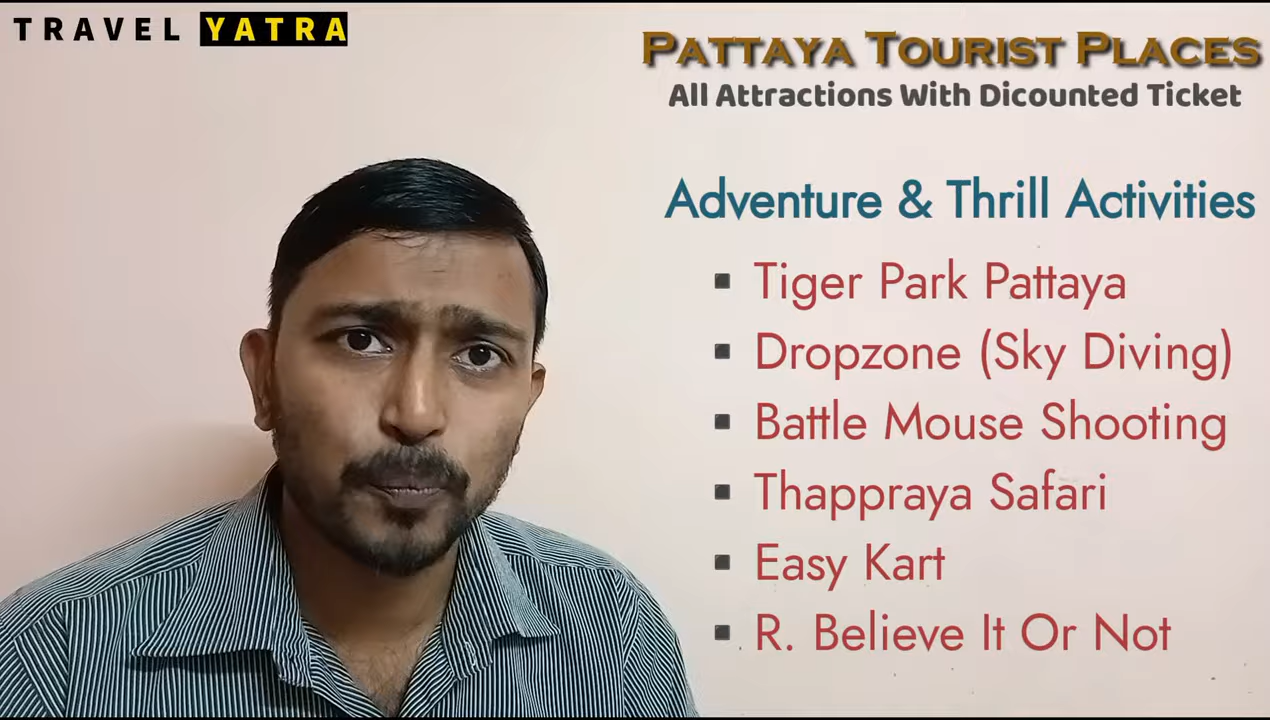 TRAVEL YATRA
PATTAYA TOURIST PLACES
All Attractions With Dicounted Ticket
Adventure & Thrill Activities
▪ Tiger Park Pattaya
▪ Dropzone (Sky Diving)
▪ Battle Mouse Shooting
▪ Thappraya Safari
▪ Easy Kart
▪ R. Believe It Or Not